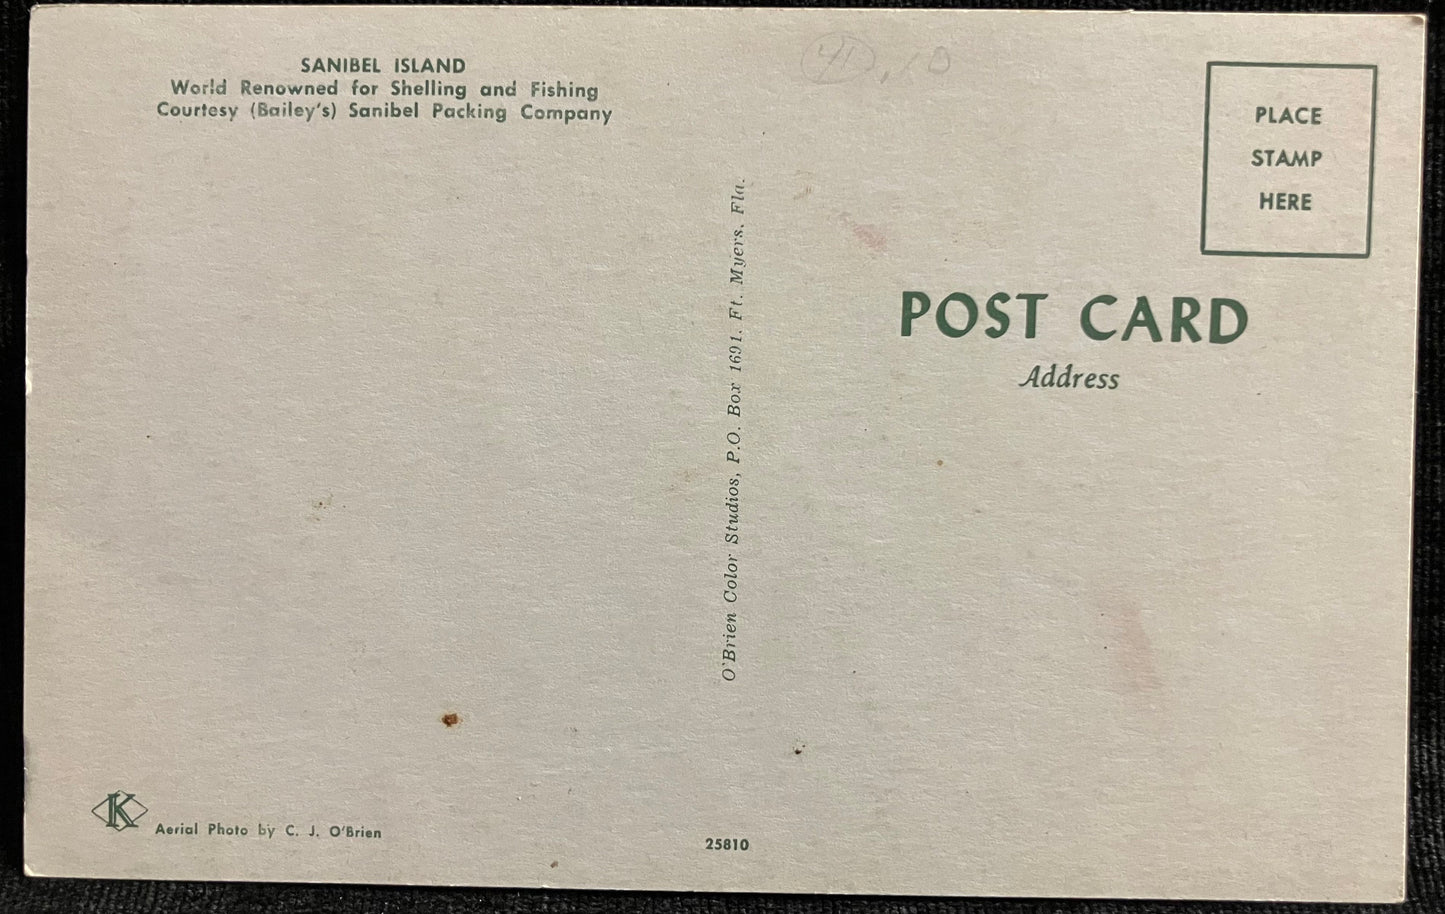 SANIBEL ISLAND
World Renowned for Shelling and Fishing
Courtesy (Bailey's) Sanibel Packing Company
O'Brien Color Studios, P.O. Box 1691, Ft. Myers, Fla.
PLACE
STAMP
HERE
POST CARD
Address
K
Aerial Photo by C. J. O'Brien
25810